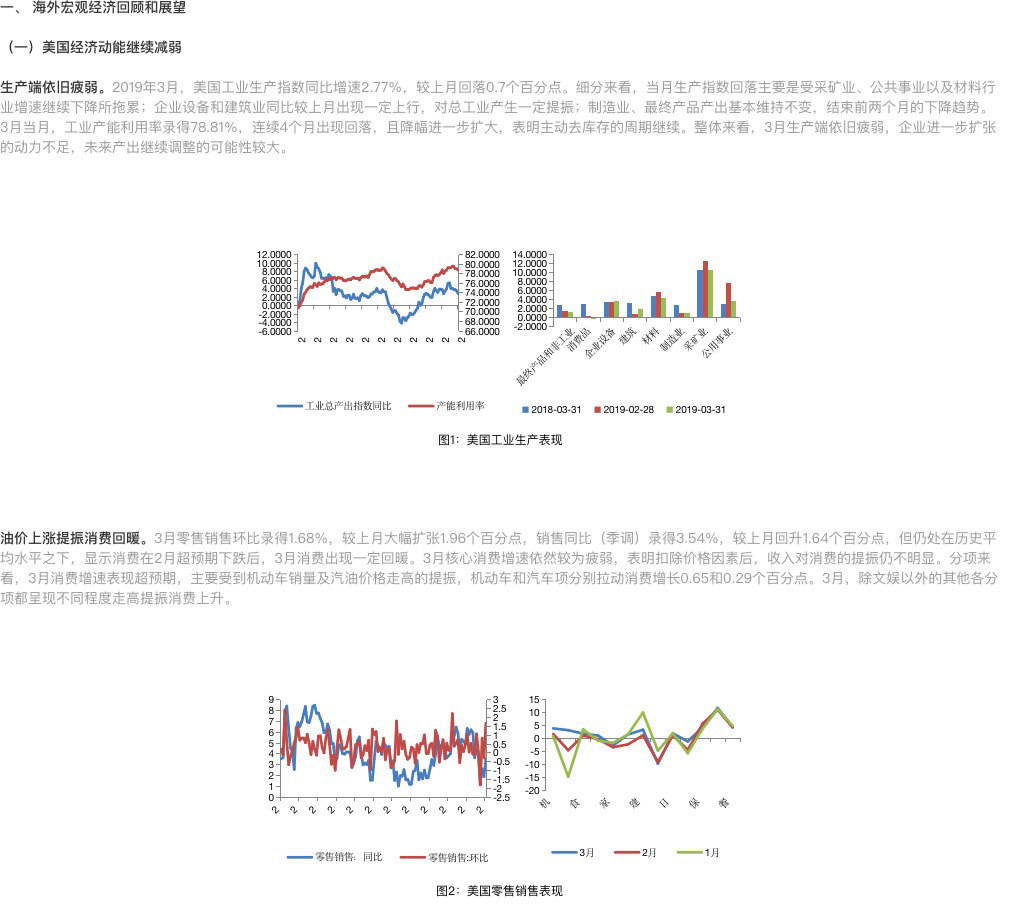 一、 海外宏观经济回顾和展望
（一）美国经济动能继续减弱
生产端依旧疲弱。2019年3月，美国工业生产指数同比增速2.77%，较上月回落0.7个百分点。细分来看，当月生产指数回落主要是受采矿业、公共事业以及材料行
业增速继续下降所拖累；企业设备和建筑业同比较上月出现一定上行，对总工业产生一定提振；制造业、最终产品产出基本维持不变，结束前两个月的下降趋势。
3月当月，工业产能利用率录得78.81%，连续4个月出现回落，且降幅进一步扩大，表明主动去库存的周期继续。整体来看，3月生产端依旧疲弱，企业进一步扩张
的动力不足，未来产出继续调整的可能性较大。
12.0000 82.0000 14.0000
10.0000 80.0000 12.0000
8.0000 78.0000 10.0000
6.0000 76.0000 8.0000
4.0000 74.0000 6.0000
2.0000 72.0000 4.0000
0.0000 70.0000 2.0000
-2.0000 68.0000 0.0000
-4.0000 66.0000 -2.0000
-6.0000
2 2 2 2 2 2 2 2 2 2 2
最终产品和非工业 消费品 企业设备 建筑 材料 制造业 采矿业 公用事业
工业总产出指数同比 产能利用率 2018-03-31 2019-02-28 2019-03-31
图1：美国工业生产表现
油价上涨提振消费回暖。3月零售销售环比录得1.68%，较上月大幅扩张1.96个百分点，销售同比（季调）录得3.54%，较上月回升1.64个百分点，但仍处在历史平
均水平之下，显示消费在2月超预期下跌后，3月消费出现一定回暖。3月核心消费增速依然较为疲弱，表明扣除价格因素后，收入对消费的提振仍不明显。分项来
看，3月消费增速表现超预期，主要受到机动车销量及汽油价格走高的提振，机动车和汽车项分别拉动消费增长0.65和0.29个百分点。3月，除文娱以外的其他各分
项都呈现不同程度走高提振消费上升。
9 3 15
8 2.5 10
7 2 5
6 1.5 0
5 1 -5
4 0.5 -10
3 0 -15
2 -0.5 -20
1 -1
0 -1.5
-2
-2.5
2 2 2 2 2 2 2 2 2 2 2
机 食 家 建 日 保 餐
零售销售：同比 零售销售:环比 3月 2月 1月
图2：美国零售销售表现